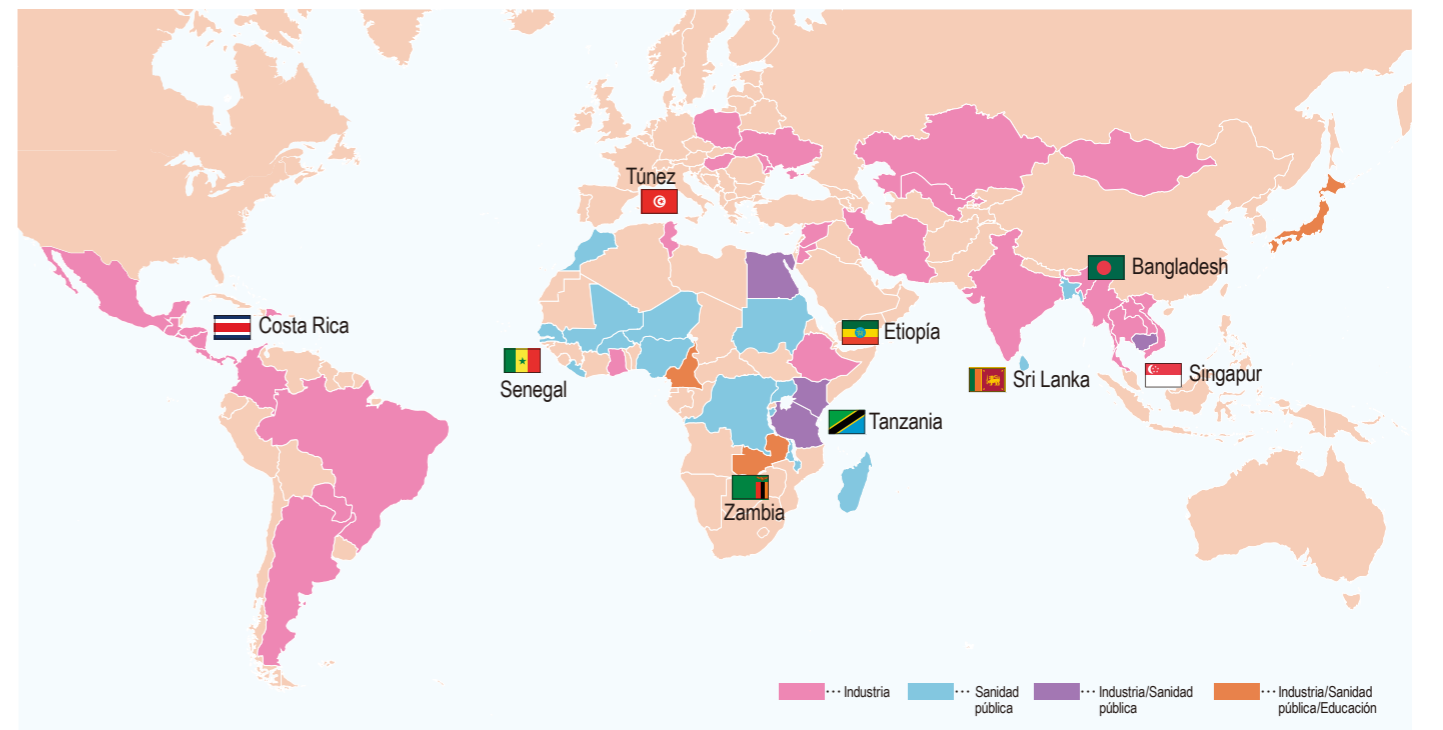 Túnez
Bangladesh
Costa Rica
Etiopía
Senegal
Sri Lanka
Singapur
Tanzania
Zambia
Industria
Sanidad
pública
Industria/Sanidad
pública
Industria/Sanidad
pública/Educación